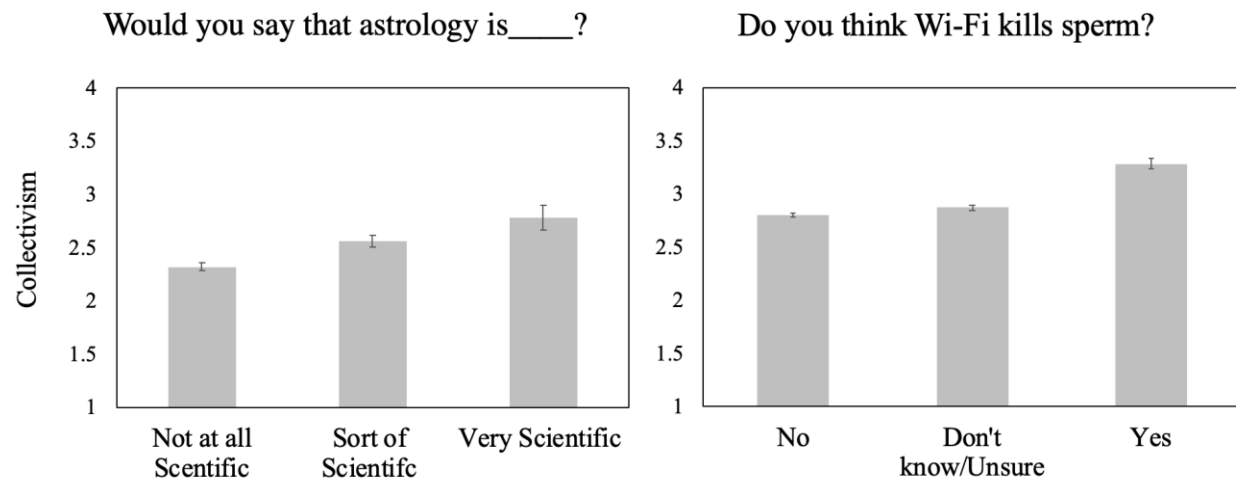 Would you say that astrology is____?
Collectivism
4
3.5
3
2.5
2
1.5
1
Not at all
Scentific
Sort of
Scientifc
Very Scientific
Do you think Wi-Fi kills sperm?
4
3.5
3
2.5
2
1.5
1
No
Don't
know/Unsure
Yes